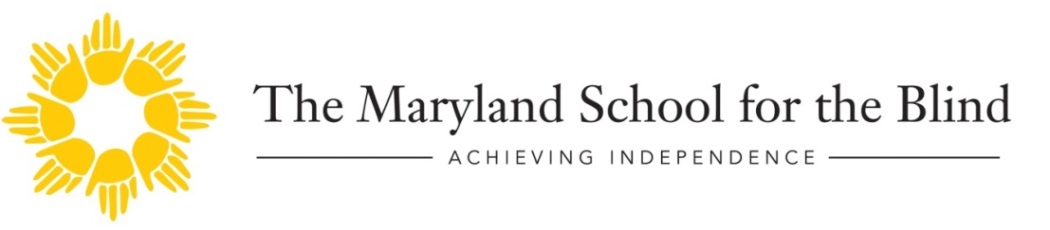 The Maryland School for the Blind
ACHIEVING INDEPENDENCE